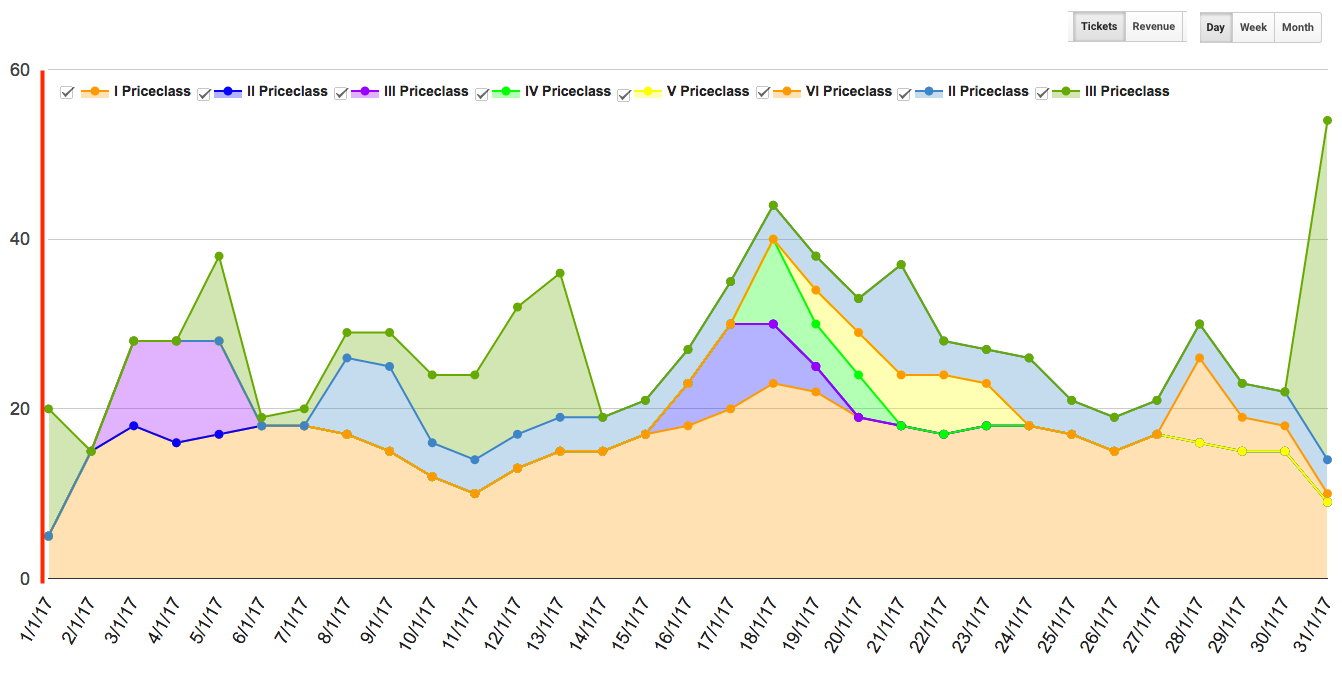 Tickets Revenue Day Week Month
60
I Priceclass II Priceclass III Priceclass IV Priceclass V Priceclass VI Priceclass II Priceclass III Priceclass
40
20
0
1/1/17 2/1/17 3/1/17 4/1/17 5/1/17 6/1/17 7/1/17 8/1/17 9/1/17 10/1/17 11/1/17 12/1/17 13/1/17 14/1/17 15/1/17 16/1/17 17/1/17 18/1/17 19/1/17 20/1/17 21/1/17 22/1/17 23/1/17 24/1/17 25/1/17 26/1/17 27/1/17 28/1/17 29/1/17 30/1/17 31/1/17